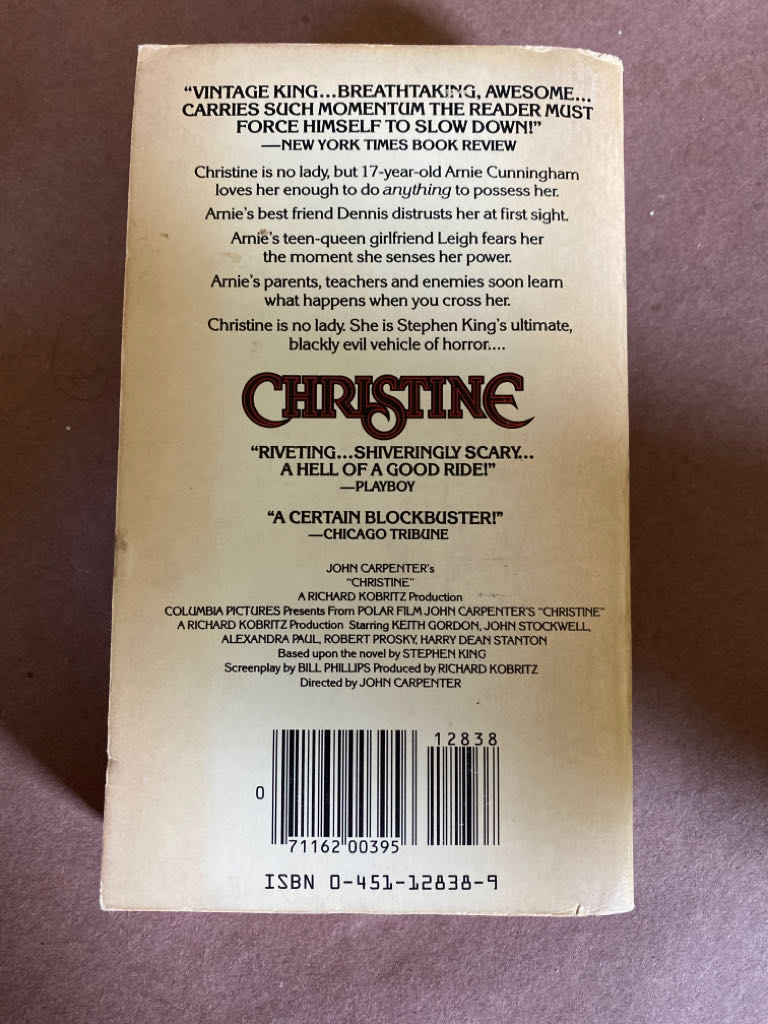 “VINTAGE KING...BREATHTAKING, AWESOME...
CARRIES SUCH MOMENTUM THE READER MUST
FORCE HIMSELF TO SLOW DOWN!”
—NEW YORK TIMES BOOK REVIEW
Christine is no lady, but 17-year-old Arnie Cunningham
loves her enough to do anything to possess her.
Arnie's best friend Dennis distrusts her at first sight.
Arnie's teen-queen girlfriend Leigh fears her
the moment she senses her power.
Arnie's parents, teachers and enemies soon learn
what happens when you cross her.
Christine is no lady. She is Stephen King's ultimate,
blackly evil vehicle of horror....
CHRISTINE
“RIVETING...SHIVERINGLY SCARY...
A HELL OF A GOOD RIDE!”
—PLAYBOY
“A CERTAIN BLOCKBUSTER!”
—CHICAGO TRIBUNE
JOHN CARPENTER's
“CHRISTINE”
A RICHARD KOBRITZ Production
COLUMBIA PICTURES Presents From POLAR FILM JOHN CARPENTER'S “CHRISTINE”
A RICHARD KOBRITZ Production Starring KEITH GORDON, JOHN STOCKWELL,
ALEXANDRA PAUL, ROBERT PROSKY, HARRY DEAN STANTON
Based upon the novel by STEPHEN KING
Screenplay by BILL PHILLIPS Produced by RICHARD KOBRITZ
Directed by JOHN CARPENTER
12838
0
71162 00395
ISBN 0-451-12838-9